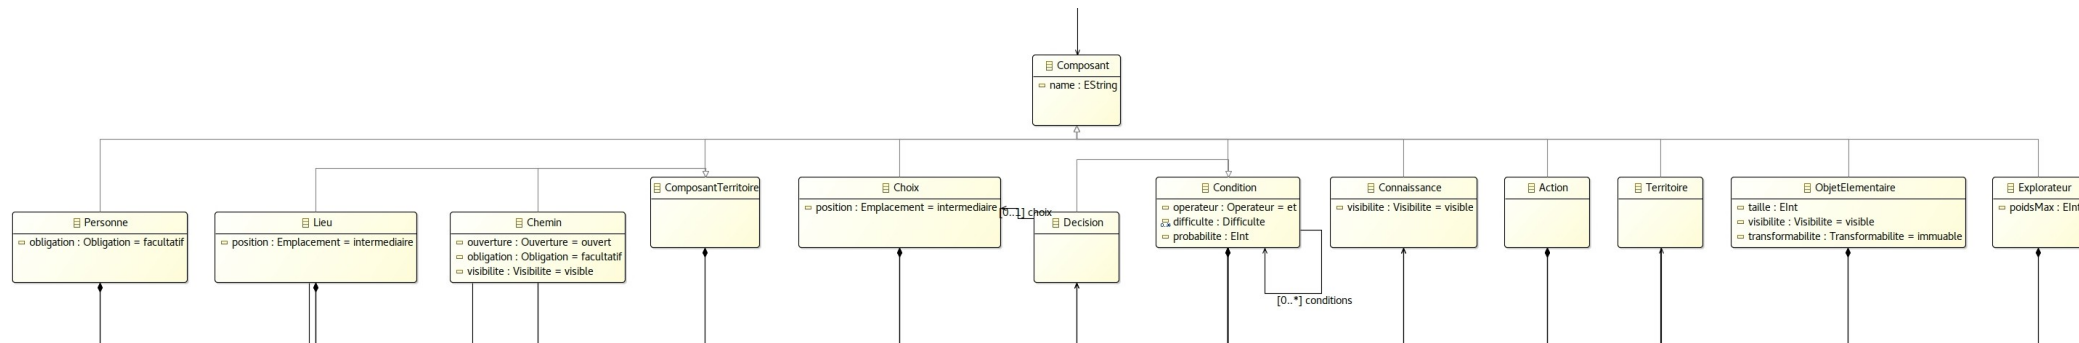 Composant
name : EString
Personne
obligation : Obligation = facultatif
Lieu
position : Emplacement = intermediaire
Chemin
ouverture : Ouverture = ouvert
obligation : Obligation = facultatif
visibilite : Visibilite = visible
ComposantTerritoire
Choix
position : Emplacement = intermediaire
[0..1] choix
Decision
Condition
operateur : Operateur = et
difficulte : Difficulte
probabilite : EInt
[0..*] conditions
Connaissance
visibilite : Visibilite = visible
Action
Territoire
ObjetElementaire
taille : EInt
visibilite : Visibilite = visible
transformabilite : Transformabilite = immuable
Explorateur
poidsMax : EInt